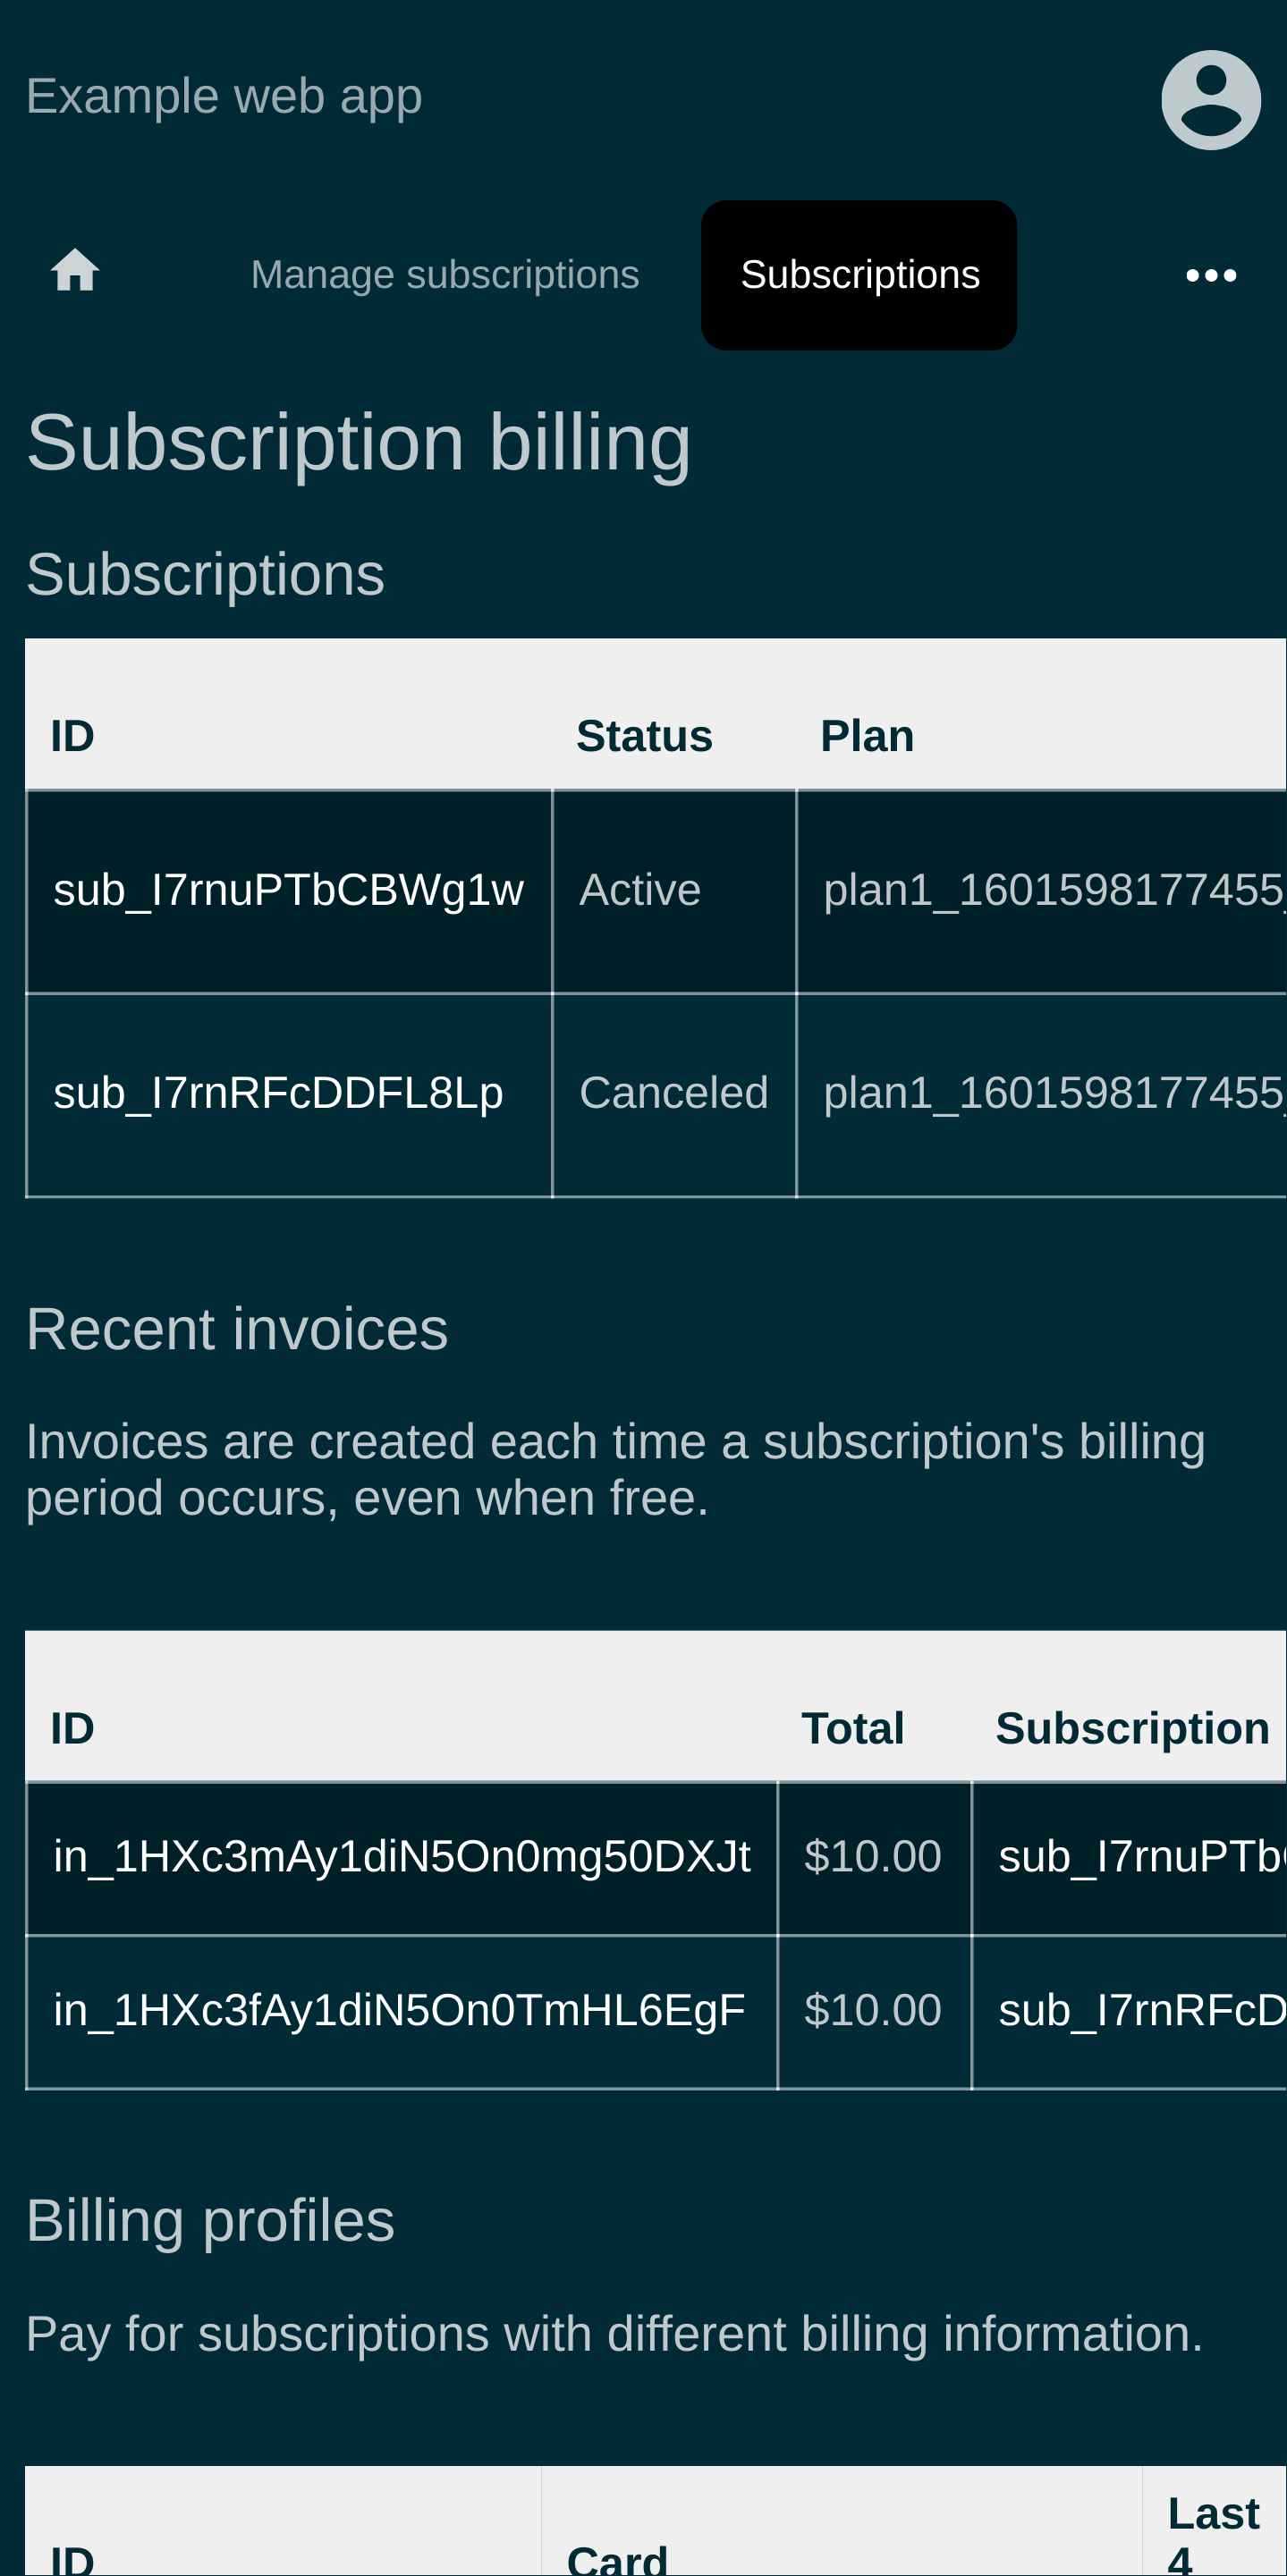 Example web app
Manage subscriptions Subscriptions
Subscription billing
Subscriptions
ID Status Plan
sub_I7rnuPTbCBWg1w Active plan1_1601598177455_
sub_I7rnRFcDDFL8Lp Canceled plan1_1601598177455_
Recent invoices
Invoices are created each time a subscription's billing
period occurs, even when free.
ID Total Subscription
in_1HXc3mAy1diN5On0mg50DXJt $10.00 sub_I7rnuPTb
in_1HXc3fAy1diN5On0TmHL6EgF $10.00 sub_I7rnRFcD
Billing profiles
Pay for subscriptions with different billing information.
ID Card Last
4